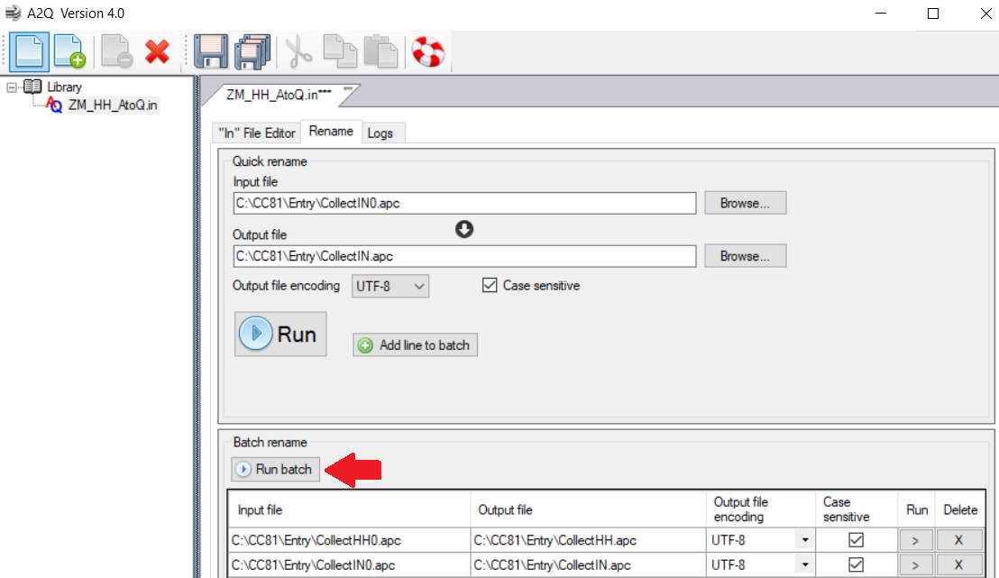 A2Q Version 4.0
Library
ZM_HH_AtoQ.in
ZM_HH_AtoQ.in***
"In" File Editor Rename Logs
Quick rename
Input file
C:\CC81\Entry\CollectIN0.apc Browse...
Output file
C:\CC81\Entry\CollectIN.apc Browse...
Output file encoding UTF-8 Case sensitive
Run
Add line to batch
Batch rename
Run batch
Input file Output file Output file encoding Case sensitive Run Delete
C:\CC81\Entry\CollectHH0.apc C:\CC81\Entry\CollectHH.apc UTF-8 > X
C:\CC81\Entry\CollectIN0.apc C:\CC81\Entry\CollectIN.apc UTF-8 > X